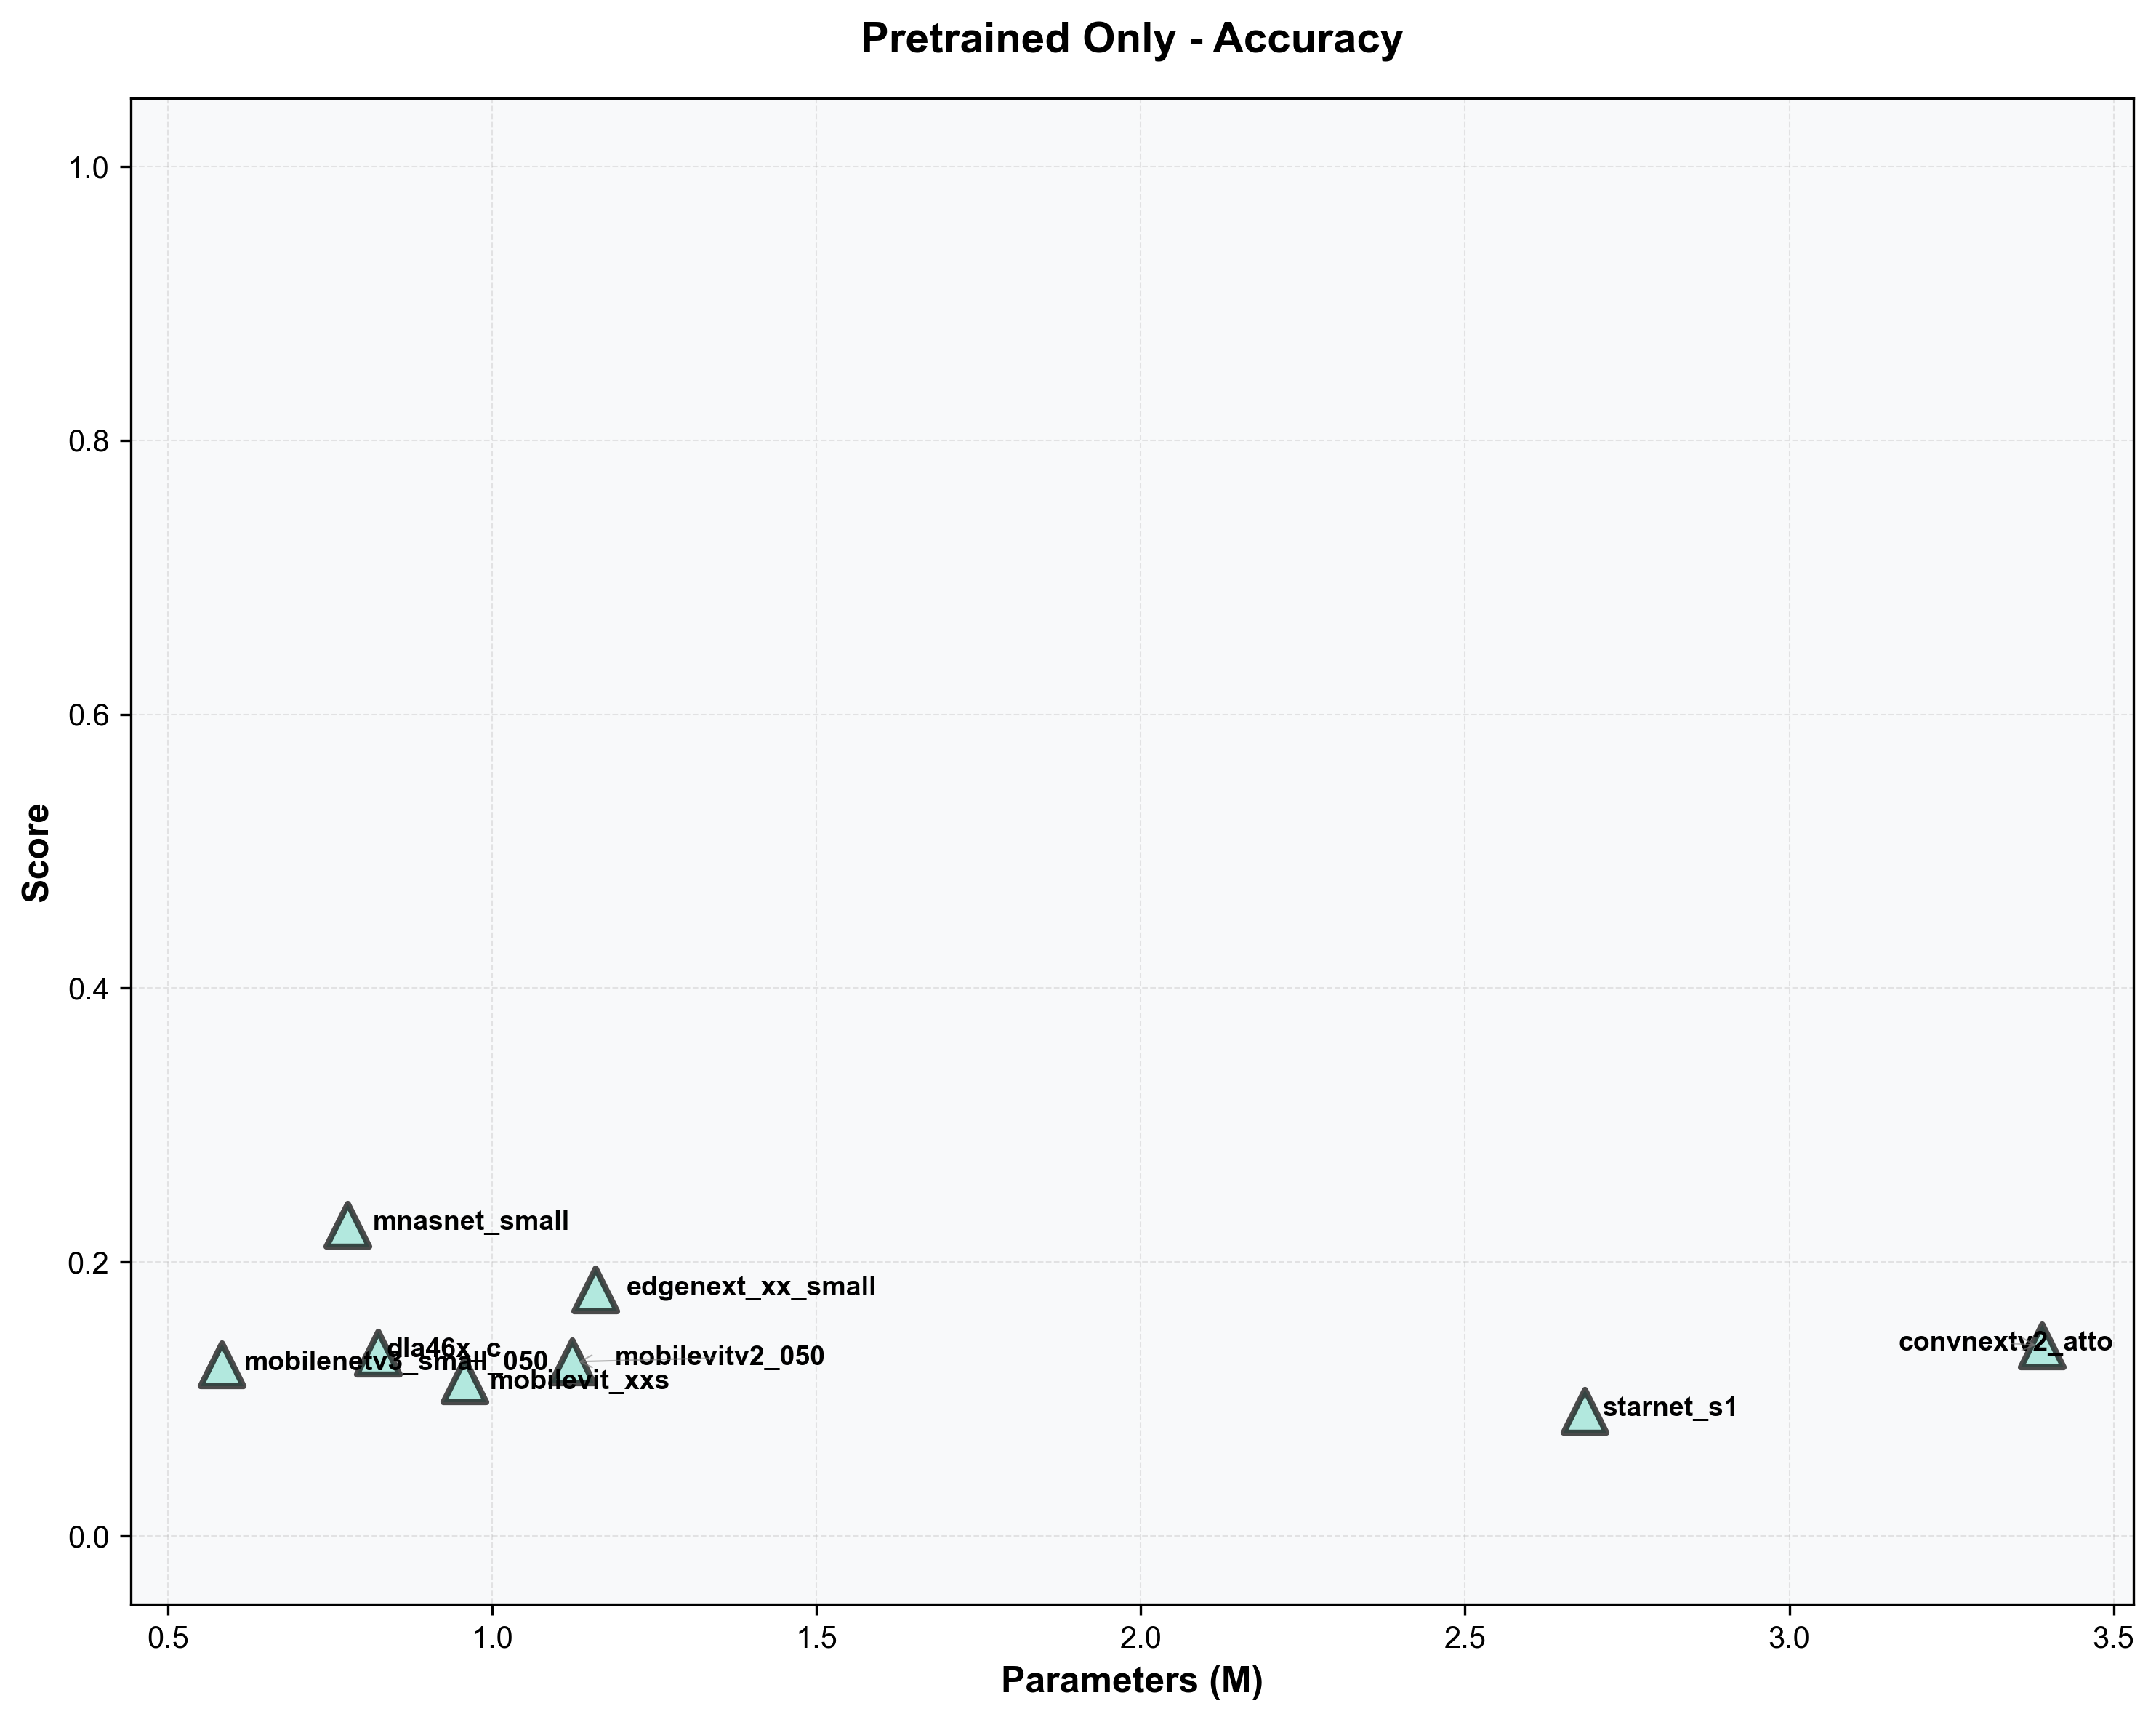 Pretrained Only - Accuracy
Score
1.0
0.8
0.6
0.4
0.2
0.0
mnasnet_small
edgenext_xx_small
dla46x_c
mobilenetv3_small_050
mobilevitv2_050
mobilevit_xxs
convnextv2_atto
starnet_s1
0.5 1.0 1.5 2.0 2.5 3.0 3.5
Parameters (M)